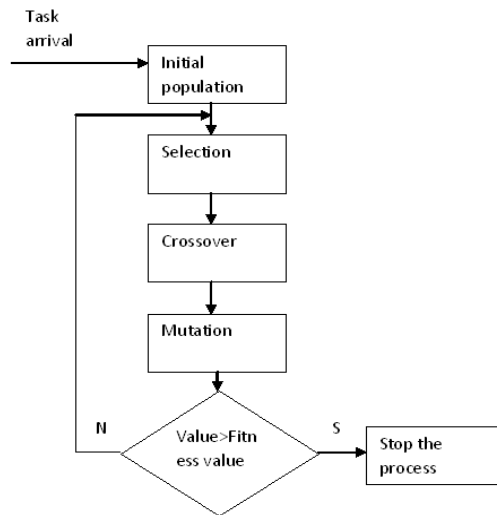 Task
arrival
Initial
population
Selection
Crossover
Mutation
N
Value>Fitn
ess value
S
Stop the
process